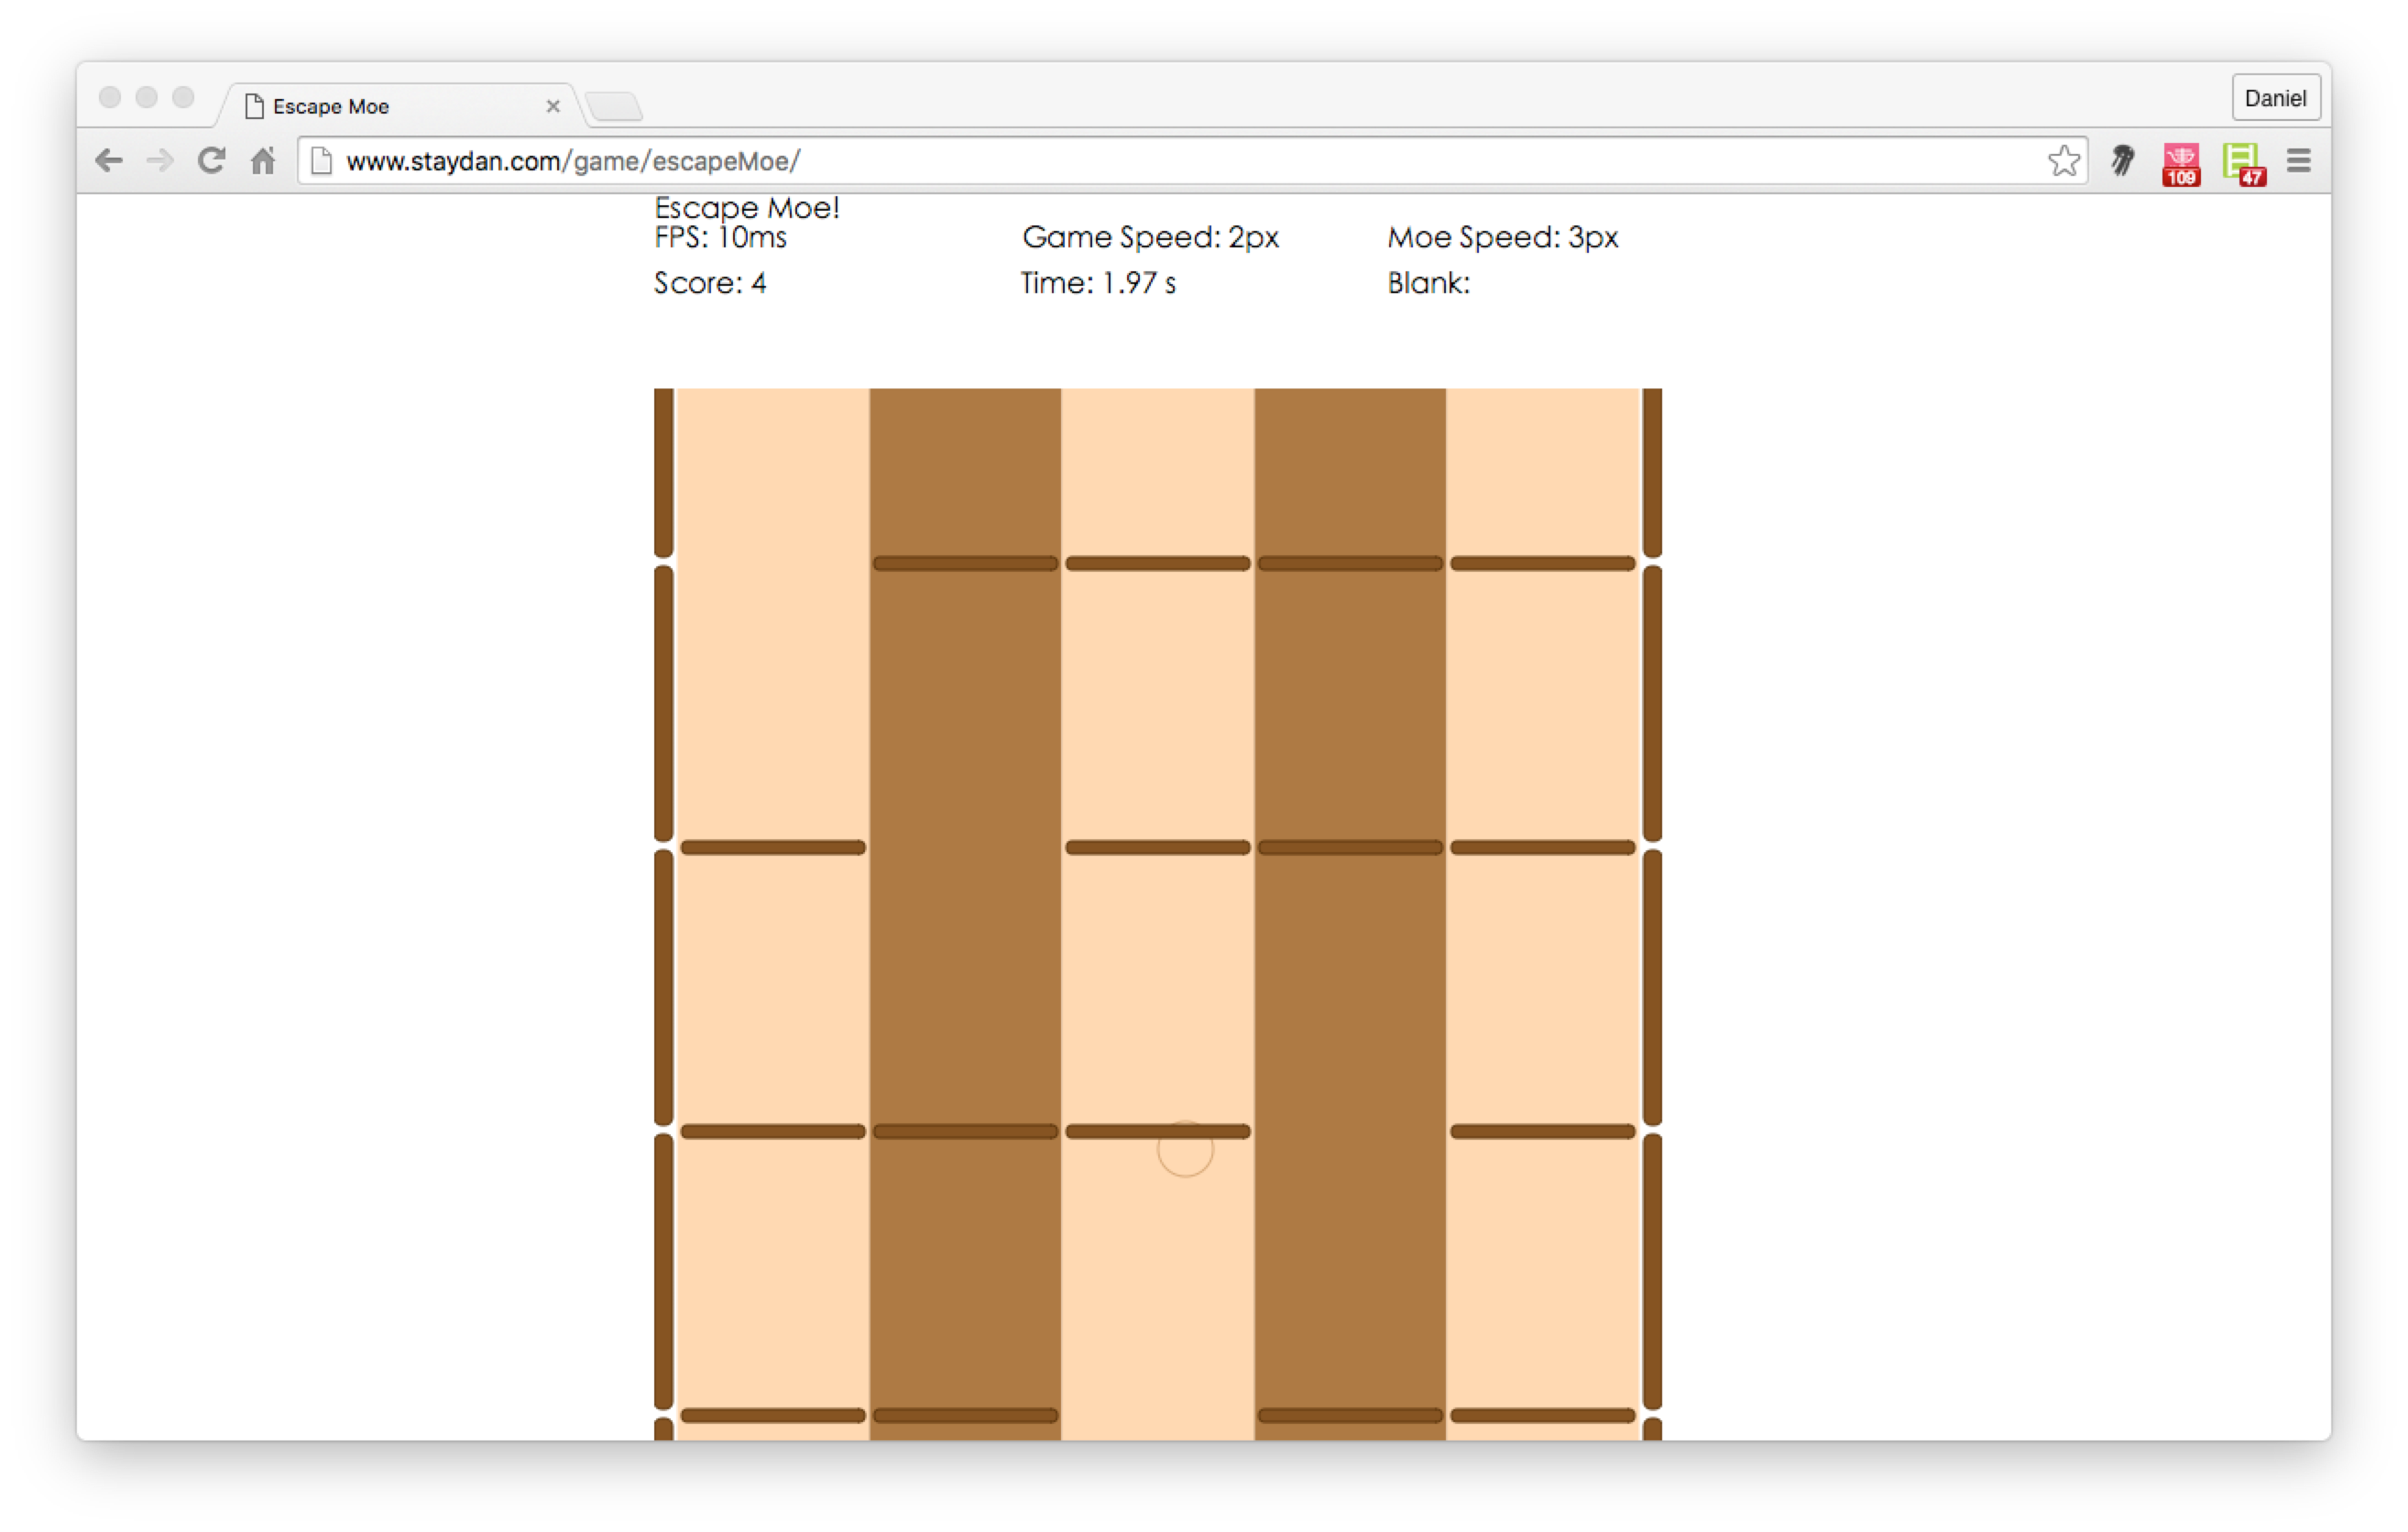 Escape Moe
Daniel
www.staydan.com/game/escapeMoe/
109
47
Escape Moe!
FPS: 10ms Game Speed: 2px Moe Speed: 3px
Score: 4 Time: 1.97 s Blank: